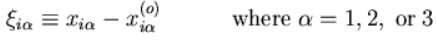 ξ_{iα} ≡ x_{iα} − x_{iα}^{(o)} where α = 1, 2, or 3